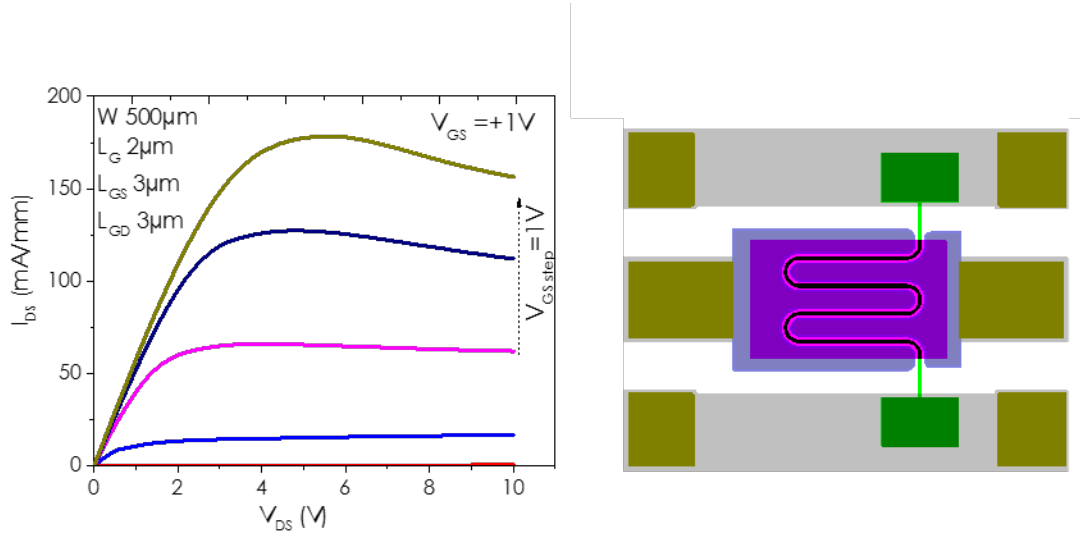 200
150
100
50
0
I_DS (mA/mm)
W 500µm
L_G 2µm
L_GS 3µm
L_GD 3µm
V_GS =+1V
V_GS step =1V
0 2 4 6 8 10
V_DS (V)